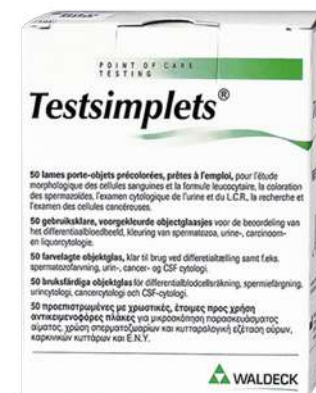 POINT OF CARE
TESTING
Testsimplets®
50 lames porte-objets précolorées, prêtes à l'emploi, pour l'étude
morphologique des cellules sanguines et la formule leucocytaire, la coloration
des spermazoïdes, l'examen cytologique de l'urine et du L.C.R., la recherche et
l'examen des cellules cancéreuses.
50 gebruiksklare, voorgekleurde objectglaasjes voor de beoordeling van
het differentiaalbloedbeeld, kleuring van spermatozoa, urine-, carcinoom-
en liquorcytologie.
50 farvelagte objektglas, klar til brug ved differentialtælling samt f.eks.
spermatozofarvning, urin-, cancer- og CSF cytologi.
50 bruksfärdiga objektglas för differentialblodcellsräkning, spermiefärgning,
urincytologi, cancercytologi och CSF-cytologi.
50 προεπιστρωμένες με χρωστικές, έτοιμες προς χρήση
αντικειμενοφόρες πλάκες για μικροσκόπηση παρασκευάσματος
αίματος, χρώση σπερματοζωαρίων και κυτταρολογική εξέταση ούρων,
καρκινικών κυττάρων και Ε.Ν.Υ.
WALDECK